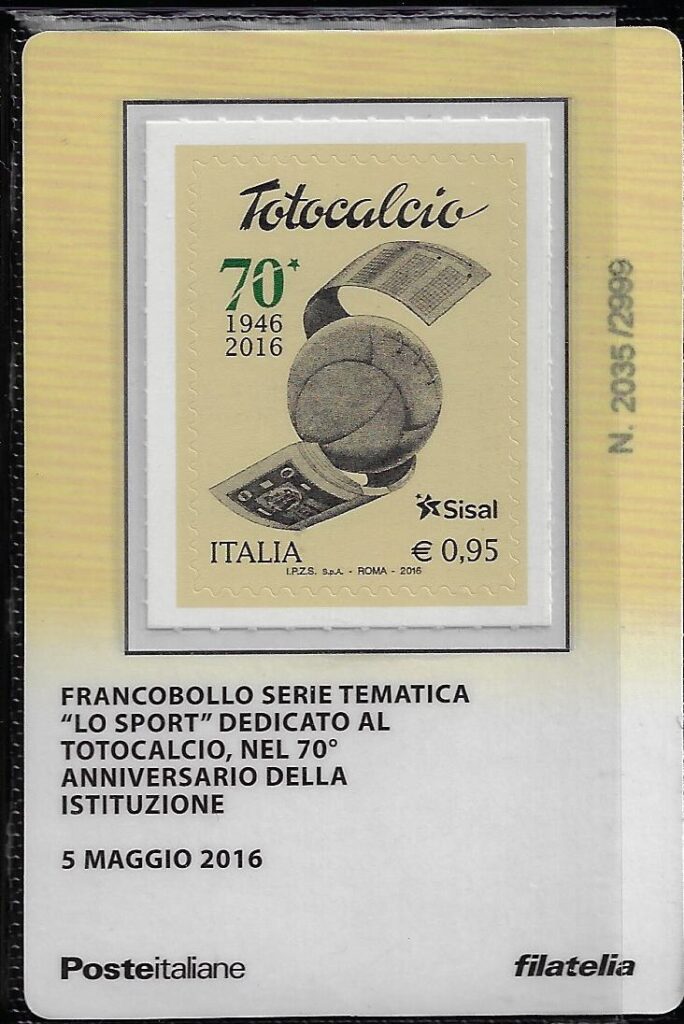 Totocalcio
70*
1946
2016
Sisal
ITALIA
€ 0,95
I.P.Z.S. S.p.A. - ROMA - 2016
N. 2035/2999
FRANCOBOLLO SERIE TEMATICA
“LO SPORT” DEDICATO AL
TOTOCALCIO, NEL 70°
ANNIVERSARIO DELLA
ISTITUZIONE
5 MAGGIO 2016
Posteitaliane
filatelia